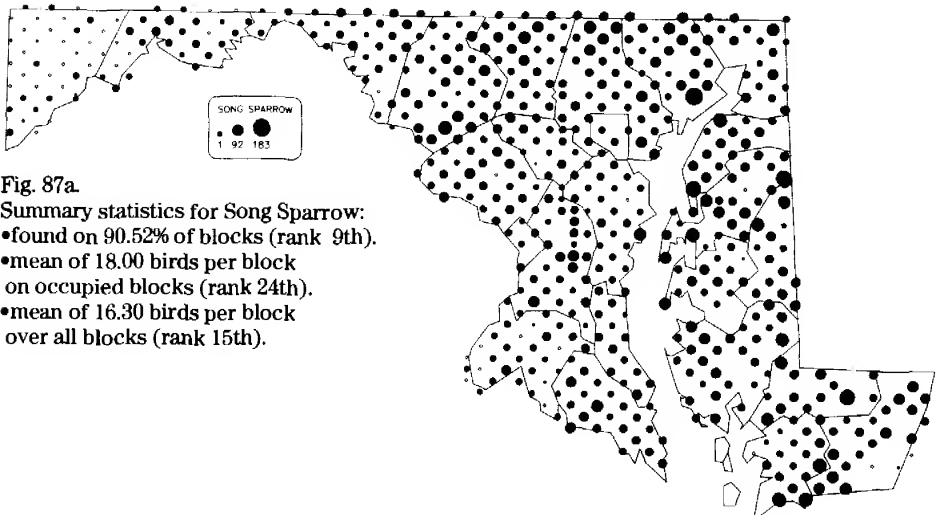 SONG SPARROW
1 92 183
Fig. 87a.
Summary statistics for Song Sparrow:
•found on 90.52% of blocks (rank 9th).
•mean of 18.00 birds per block
on occupied blocks (rank 24th).
•mean of 16.30 birds per block
over all blocks (rank 15th).